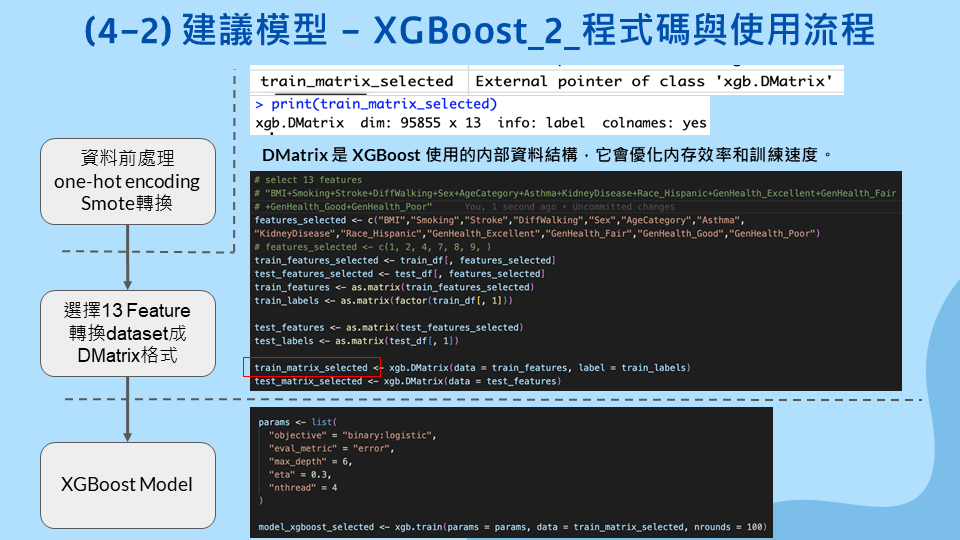 (4-2) 建議模型 - XGBoost_2_程式碼與使用流程
train_matrix_selected External pointer of class 'xgb.DMatrix'
> print(train_matrix_selected)
xgb.DMatrix  dim: 95855 x 13  info: label  colnames: yes
DMatrix 是 XGBoost 使用的內部資料結構，它會優化內存效率和訓練速度。
資料前處理
one-hot encoding
Smote轉換
# select 13 features
# "BMI+Smoking+Stroke+DiffWalking+Sex+AgeCategory+Asthma+KidneyDisease+Race_Hispanic+GenHealth_Excellent+GenHealth_Fair
# +GenHealth_Good+GenHealth_Poor"    You, 1 second ago • Uncommitted changes
features_selected <- c("BMI","Smoking","Stroke","DiffWalking","Sex","AgeCategory","Asthma",
"KidneyDisease","Race_Hispanic","GenHealth_Excellent","GenHealth_Fair","GenHealth_Good","GenHealth_Poor")
# features_selected <- c(1, 2, 4, 7, 8, 9, )
train_features_selected <- train_df[, features_selected]
test_features_selected <- test_df[, features_selected]
train_features <- as.matrix(train_features_selected)
train_labels <- as.matrix(factor(train_df[, 1]))
test_features <- as.matrix(test_features_selected)
test_labels <- as.matrix(test_df[, 1])
train_matrix_selected <- xgb.DMatrix(data = train_features, label = train_labels)
test_matrix_selected <- xgb.DMatrix(data = test_features)
選擇13 Feature
轉換dataset成
DMatrix格式
params <- list(
  "objective" = "binary:logistic",
  "eval_metric" = "error",
  "max_depth" = 6,
  "eta" = 0.3,
  "nthread" = 4
)
model_xgboost_selected <- xgb.train(params = params, data = train_matrix_selected, nrounds = 100)
XGBoost Model